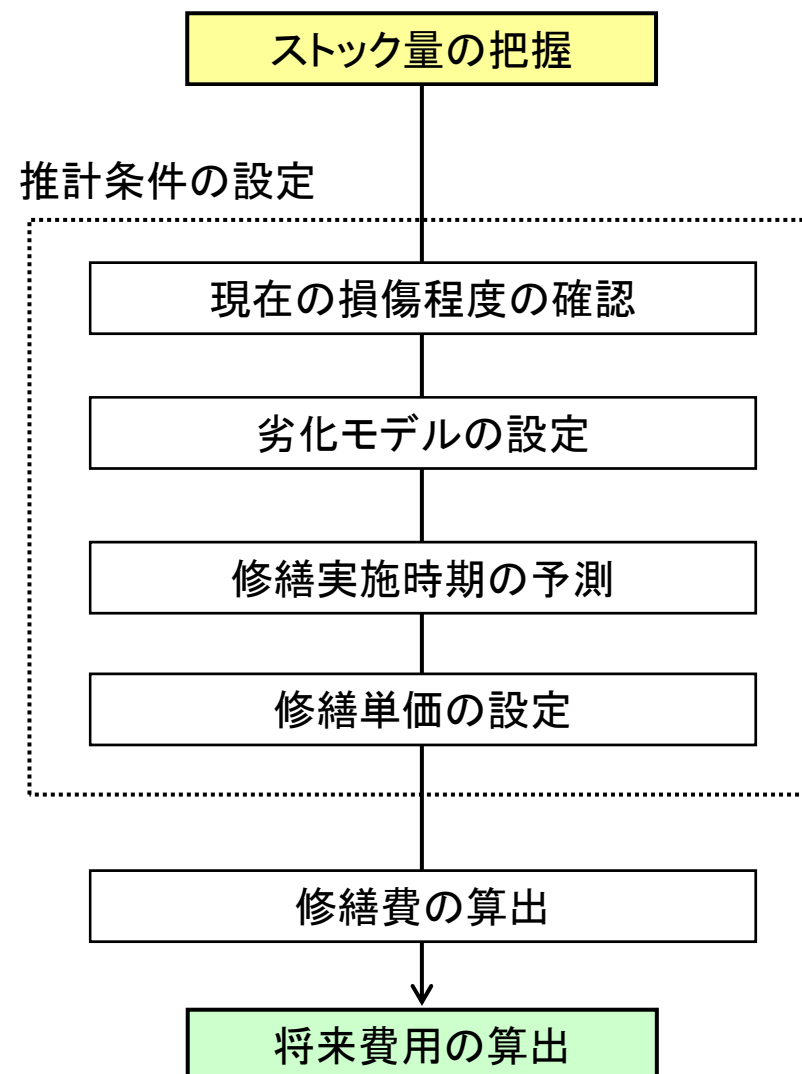 ストック量の把握
推計条件の設定
現在の損傷程度の確認
劣化モデルの設定
修繕実施時期の予測
修繕単価の設定
修繕費の算出
将来費用の算出